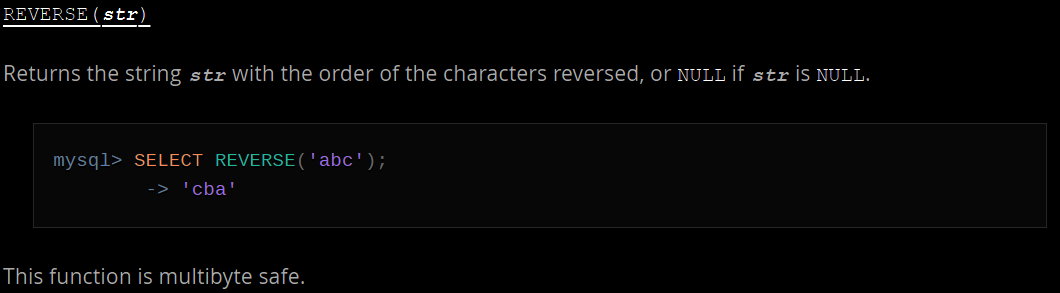 REVERSE(str)
Returns the string str with the order of the characters reversed, or NULL if str is NULL.
mysql> SELECT REVERSE('abc');
-> 'cba'
This function is multibyte safe.